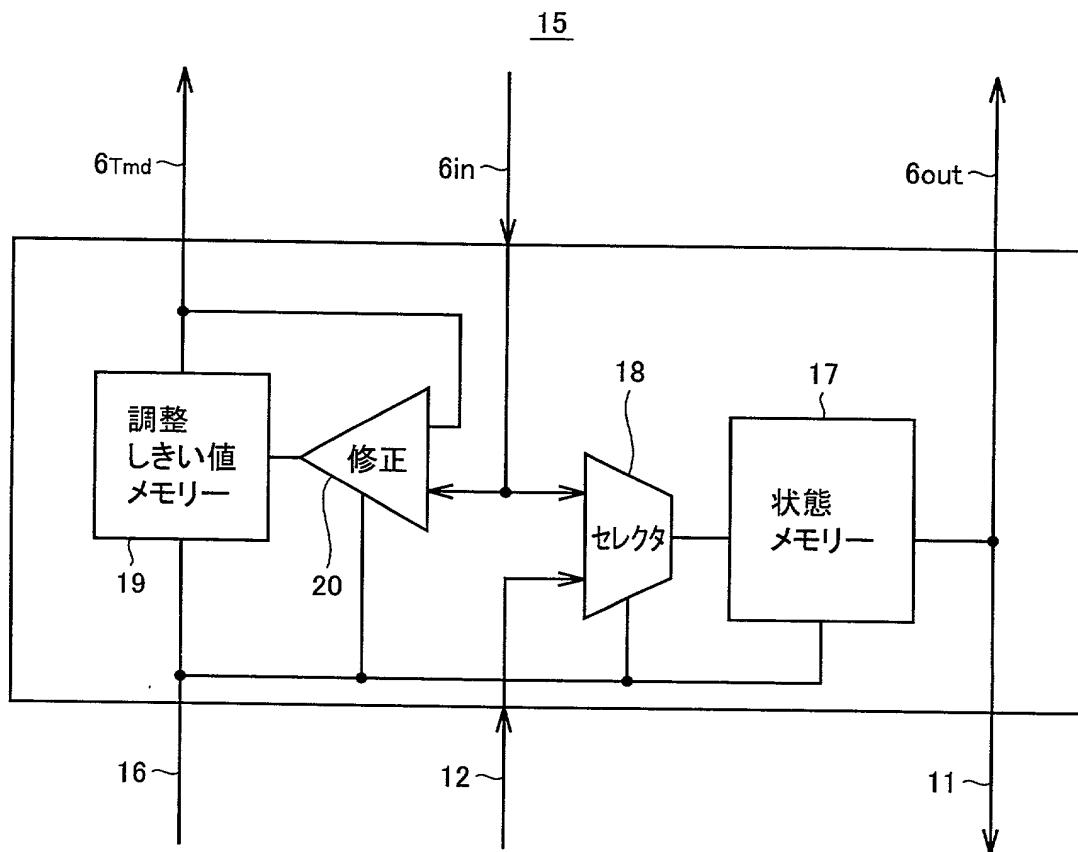 15
6Tmd
6in
6out
調整
しきい値
メモリー
19
修正
20
セレクタ
18
状態
メモリー
17
16
12
11